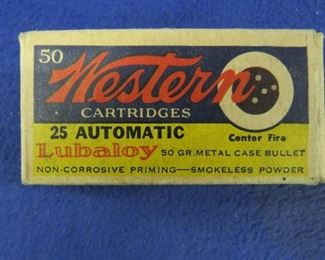 50
Western
CARTRIDGES
25 AUTOMATIC Center Fire
Lubaloy 50 GR. METAL CASE BULLET
NON-CORROSIVE PRIMING—SMOKELESS POWDER